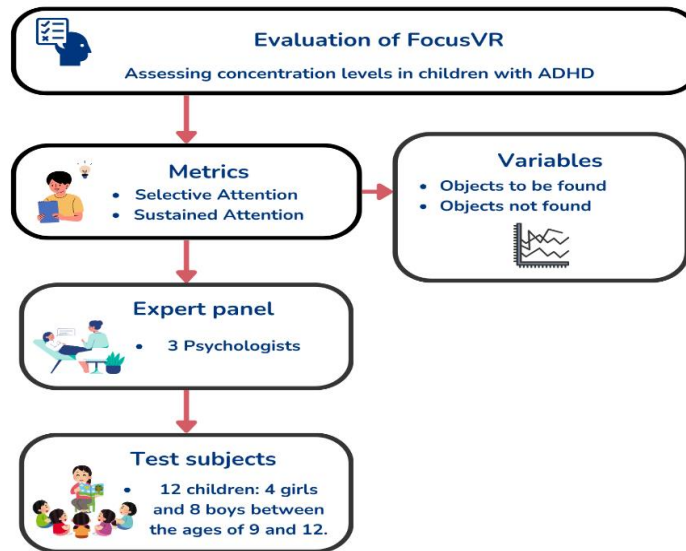 Evaluation of FocusVR
Assessing concentration levels in children with ADHD
Metrics
• Selective Attention
• Sustained Attention
Variables
• Objects to be found
• Objects not found
Expert panel
• 3 Psychologists
Test subjects
• 12 children: 4 girls
and 8 boys between
the ages of 9 and 12.